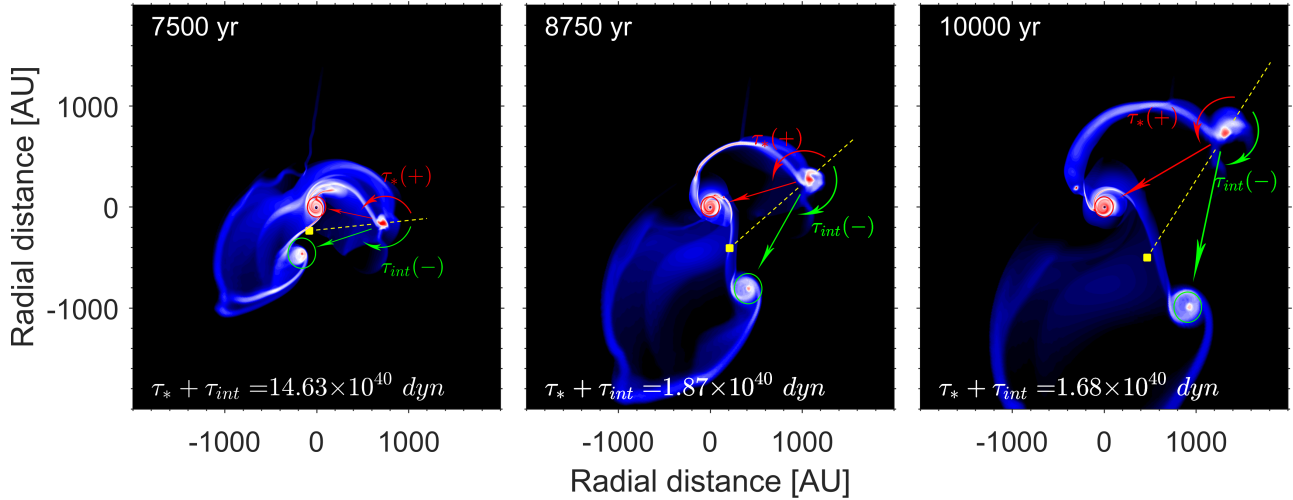 7500 yr
8750 yr
10000 yr
Radial distance [AU]
1000
0
-1000
τ*(+)
τint(−)
τ*(+)
τint(−)
τ*(+)
τint(−)
τ* + τint =14.63×10^40 dyn
τ* + τint =1.87×10^40 dyn
τ* + τint =1.68×10^40 dyn
-1000 0 1000
-1000 0 1000
-1000 0 1000
Radial distance [AU]